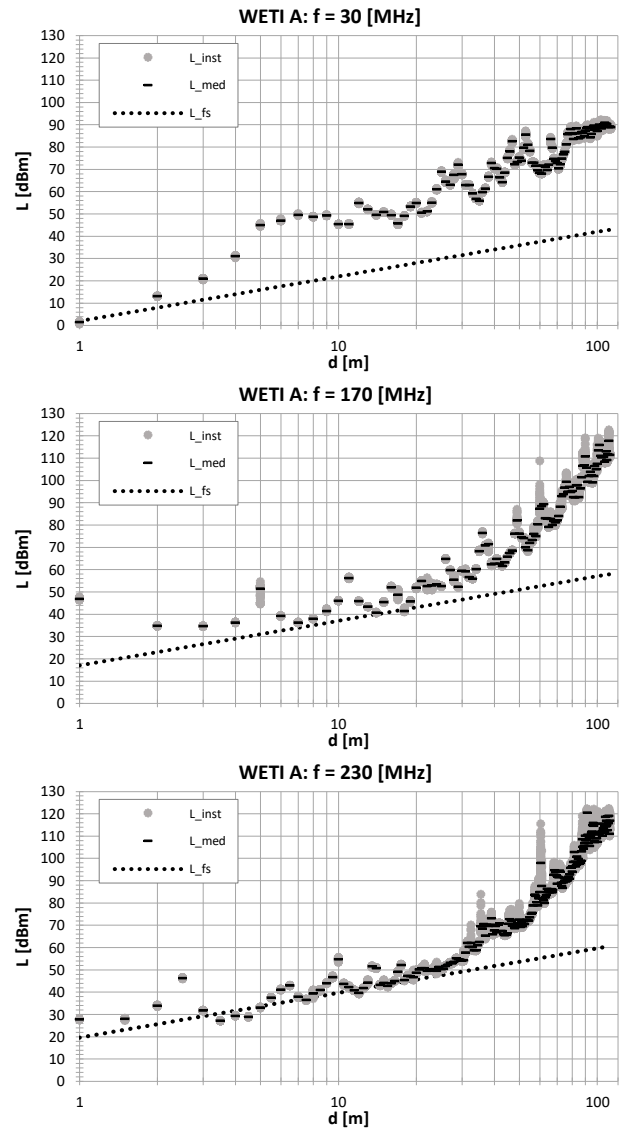 WETI A: f = 30 [MHz]
130
120
110
100
90
80
70
60
50
40
30
20
10
0
L [dBm]
L_inst
L_med
L_fs
1
10
100
d [m]
WETI A: f = 170 [MHz]
130
120
110
100
90
80
70
60
50
40
30
20
10
0
L [dBm]
L_inst
L_med
L_fs
1
10
100
d [m]
WETI A: f = 230 [MHz]
130
120
110
100
90
80
70
60
50
40
30
20
10
0
L [dBm]
L_inst
L_med
L_fs
1
10
100
d [m]